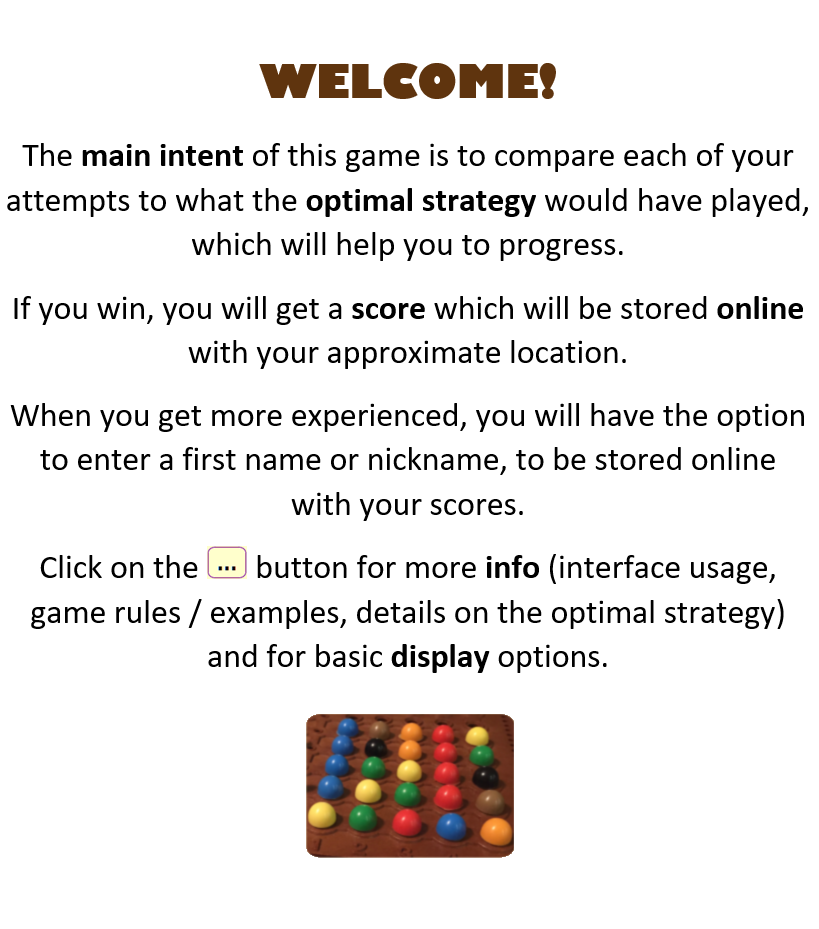 WELCOME!
The main intent of this game is to compare each of your
attempts to what the optimal strategy would have played,
which will help you to progress.
If you win, you will get a score which will be stored online
with your approximate location.
When you get more experienced, you will have the option
to enter a first name or nickname, to be stored online
with your scores.
Click on the ... button for more info (interface usage,
game rules / examples, details on the optimal strategy)
and for basic display options.
1 2